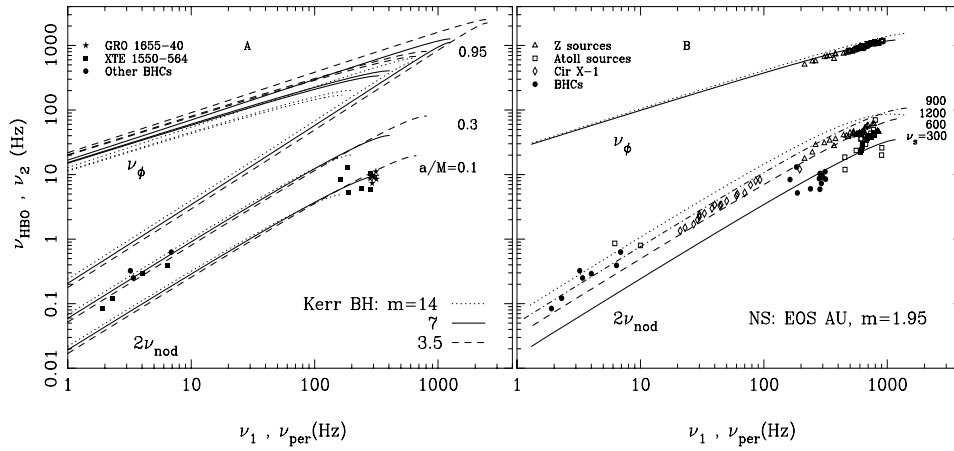 A
GRO 1655-40
XTE 1550-564
Other BHCs
0.95
0.3
a/M=0.1
ν_ϕ
2ν_nod
Kerr BH: m=14
7
3.5
1000
100
10
1
0.1
0.01
ν_HBO , ν_2 (Hz)
1 10 100 1000
ν_1 , ν_per(Hz)
B
Z sources
Atoll sources
Cir X-1
BHCs
900
1200
600
ν_s=300
ν_ϕ
2ν_nod
NS: EOS AU, m=1.95
1 10 100 1000
ν_1 , ν_per(Hz)